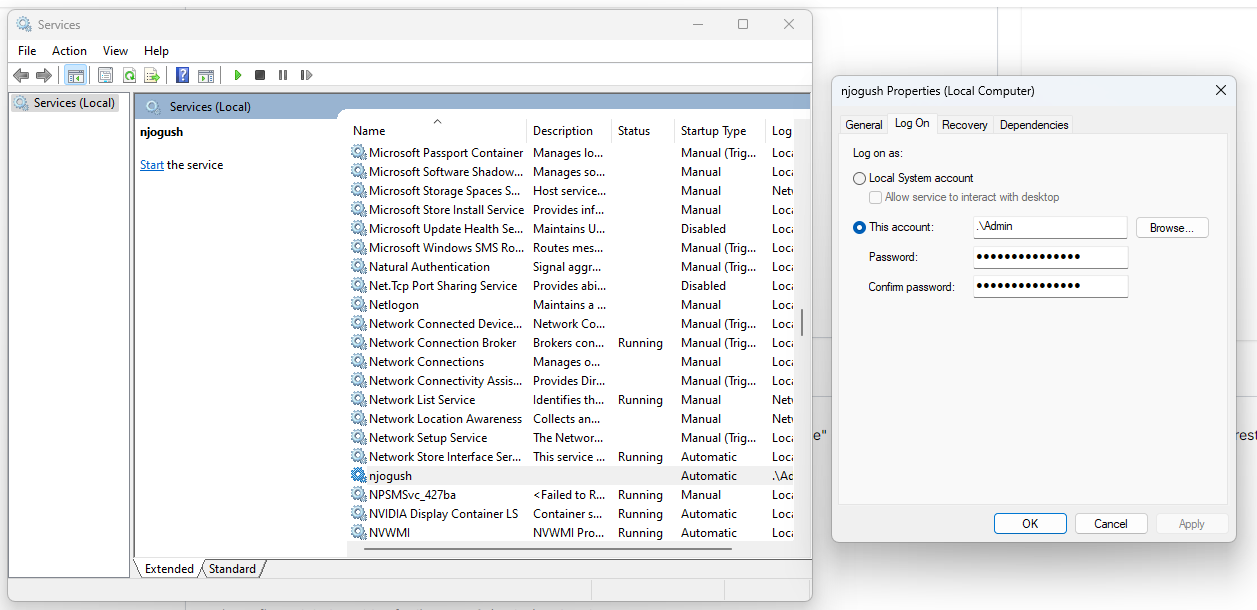 Services
File Action View Help
Services (Local)
Services (Local)
njogush
Start the service
Name Description Status Startup Type Log
Microsoft Passport Container Manages lo... Manual (Trig... Loca
Microsoft Software Shadow... Manages so... Manual Loca
Microsoft Storage Spaces S... Host service... Manual Netw
Microsoft Store Install Service Provides inf... Manual Loca
Microsoft Update Health Se... Maintains U... Disabled Loca
Microsoft Windows SMS Ro... Routes mes... Manual (Trig... Loca
Natural Authentication Signal aggr... Manual (Trig... Loca
Net.Tcp Port Sharing Service Provides abi... Disabled Loca
Netlogon Maintains a ... Manual Loca
Network Connected Device... Network Co... Manual (Trig... Loca
Network Connection Broker Brokers con... Running Manual (Trig... Loca
Network Connections Manages o... Manual Loca
Network Connectivity Assis... Provides Dir... Manual (Trig... Loca
Network List Service Identifies th... Running Manual Netw
Network Location Awareness Collects an... Manual Netw
Network Setup Service The Networ... Manual (Trig... Loca
Network Store Interface Ser... This service ... Running Automatic Loca
njogush Automatic .\Ad
NPSMSvc_427ba <Failed to R... Running Manual Loca
NVIDIA Display Container LS Container s... Running Automatic Loca
NVWMI NVWMI Pro... Running Automatic Loca
Extended Standard
njogush Properties (Local Computer)
General Log On Recovery Dependencies
Log on as:
Local System account
Allow service to interact with desktop
This account: .\Admin Browse...
Password:
Confirm password:
OK Cancel Apply
e"
rest